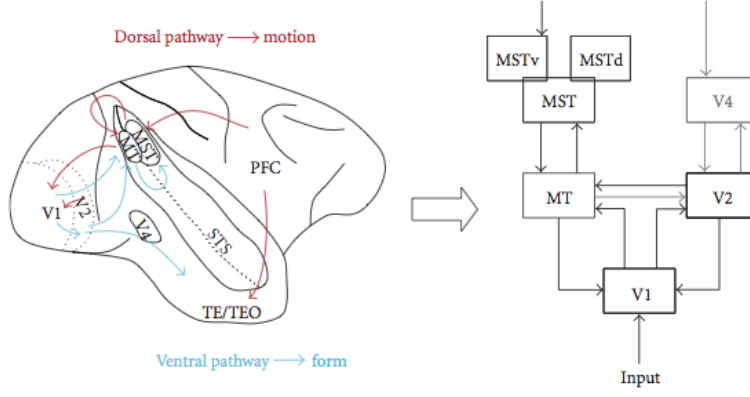 Dorsal pathway → motion
MST
MT
PFC
V1
V2
V4
STS
TE/TEO
Ventral pathway → form
MSTv
MSTd
MST
V4
MT
V2
V1
Input